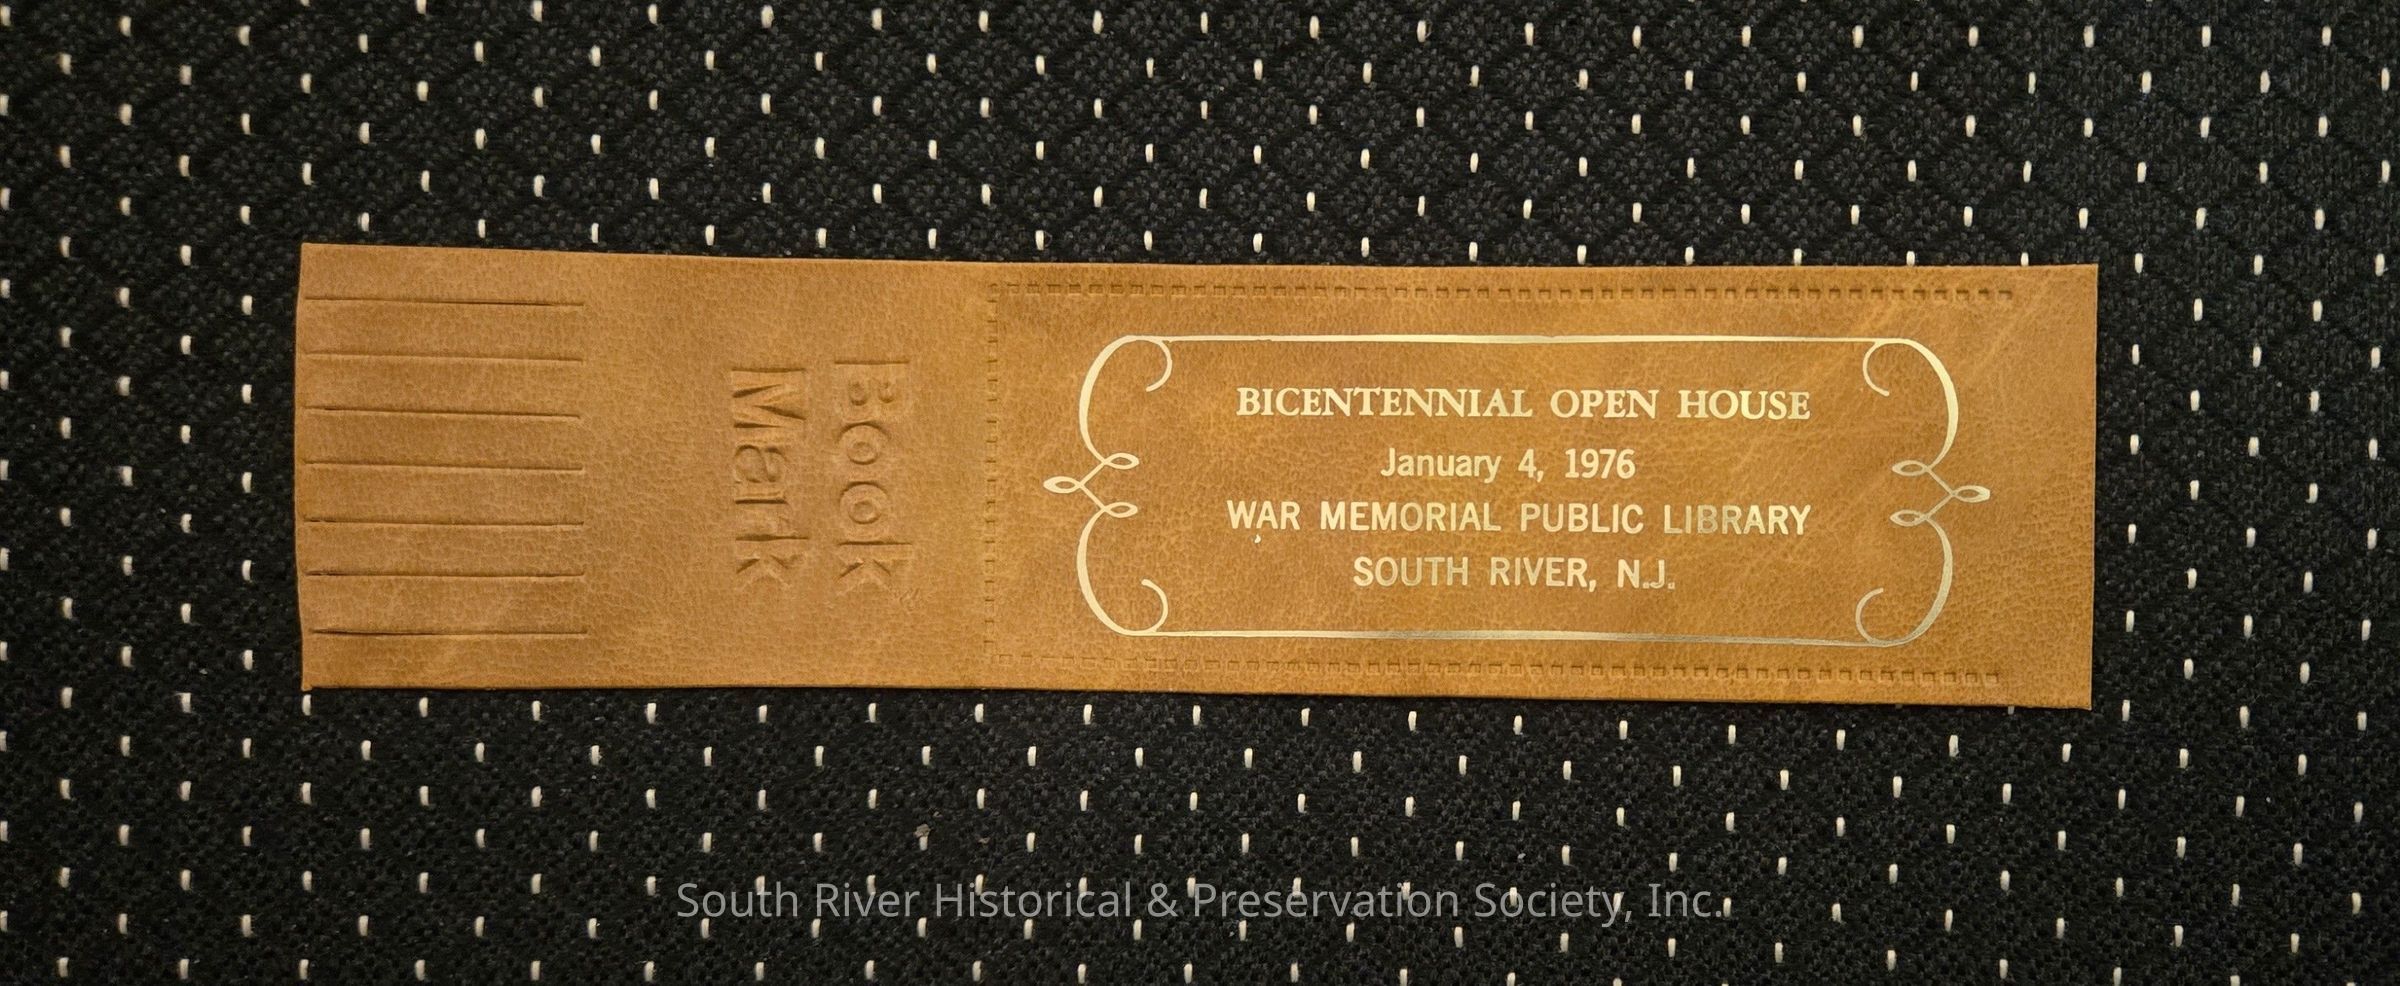 Book
Mark
BICENTENNIAL OPEN HOUSE
January 4, 1976
WAR MEMORIAL PUBLIC LIBRARY
SOUTH RIVER, N.J.
South River Historical & Preservation Society, Inc.